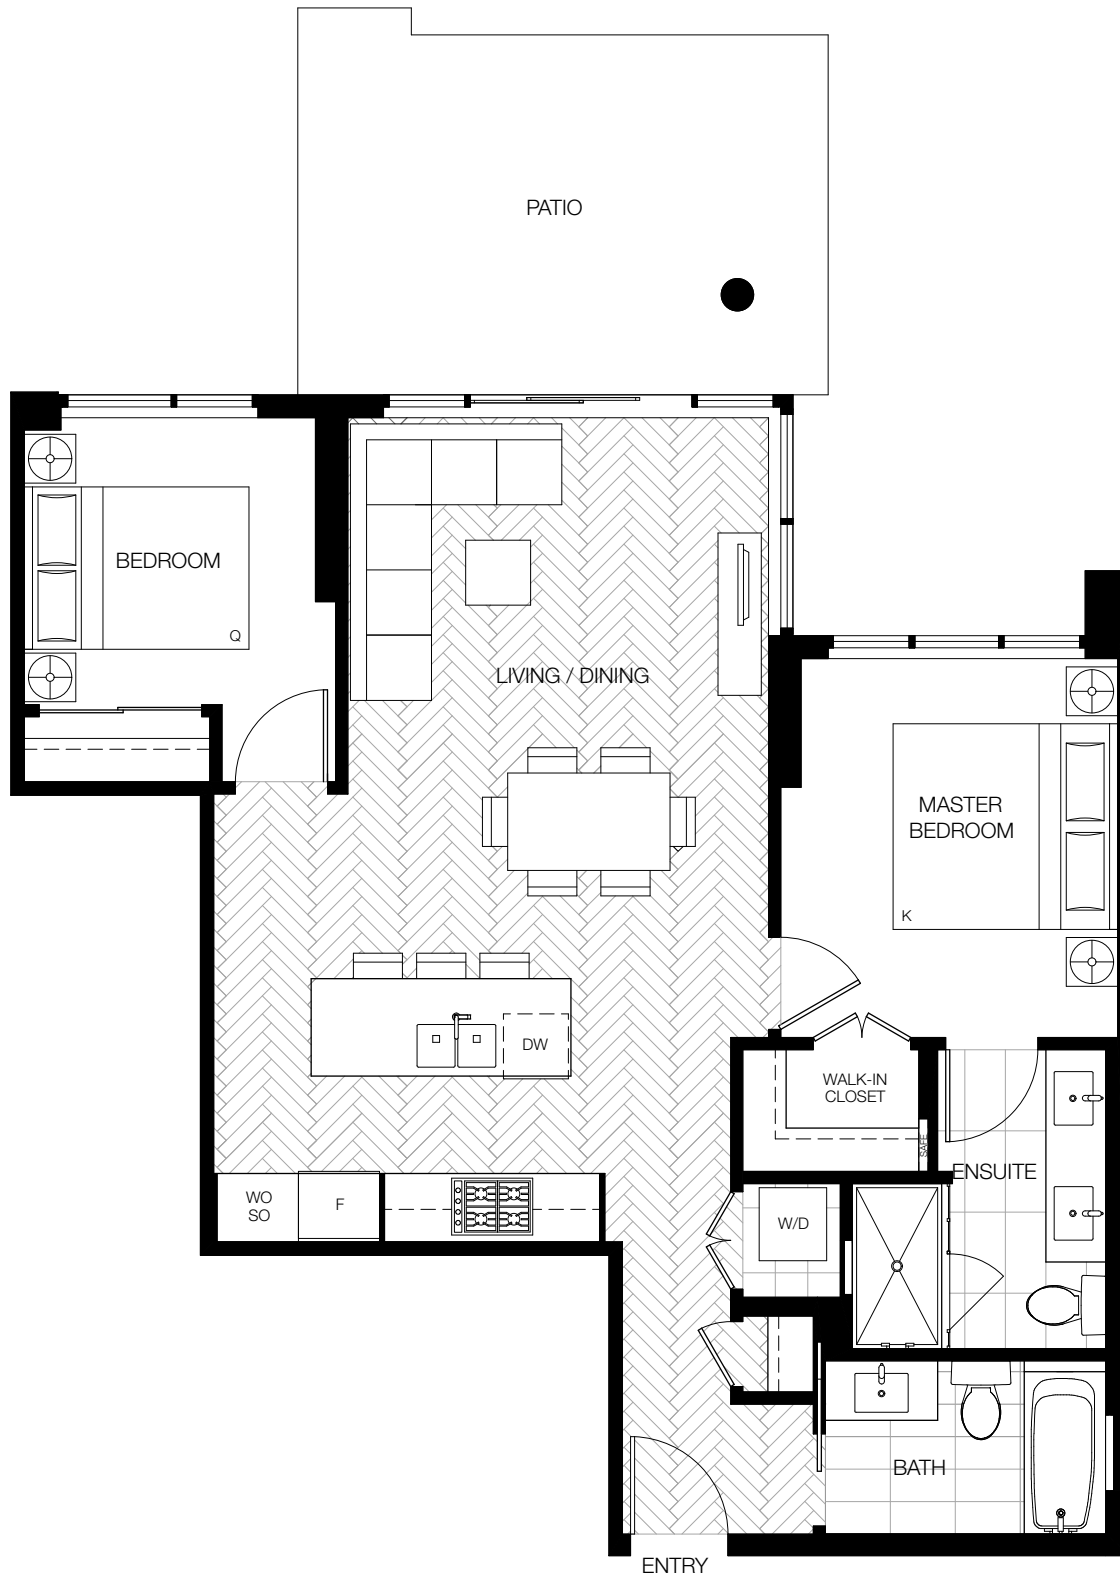 PATIO
BEDROOM
Q
LIVING / DINING
MASTER
BEDROOM
K
DW
WALK-IN
CLOSET
SAFE
ENSUITE
WO
SO
F
W/D
BATH
ENTRY